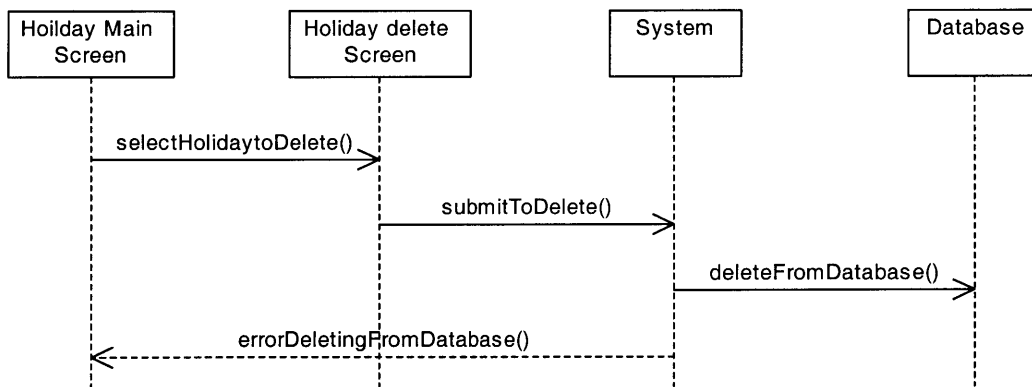 Hoilday Main
Screen
Holiday delete
Screen
System
Database
selectHolidaytoDelete()
submitToDelete()
deleteFromDatabase()
errorDeletingFromDatabase()